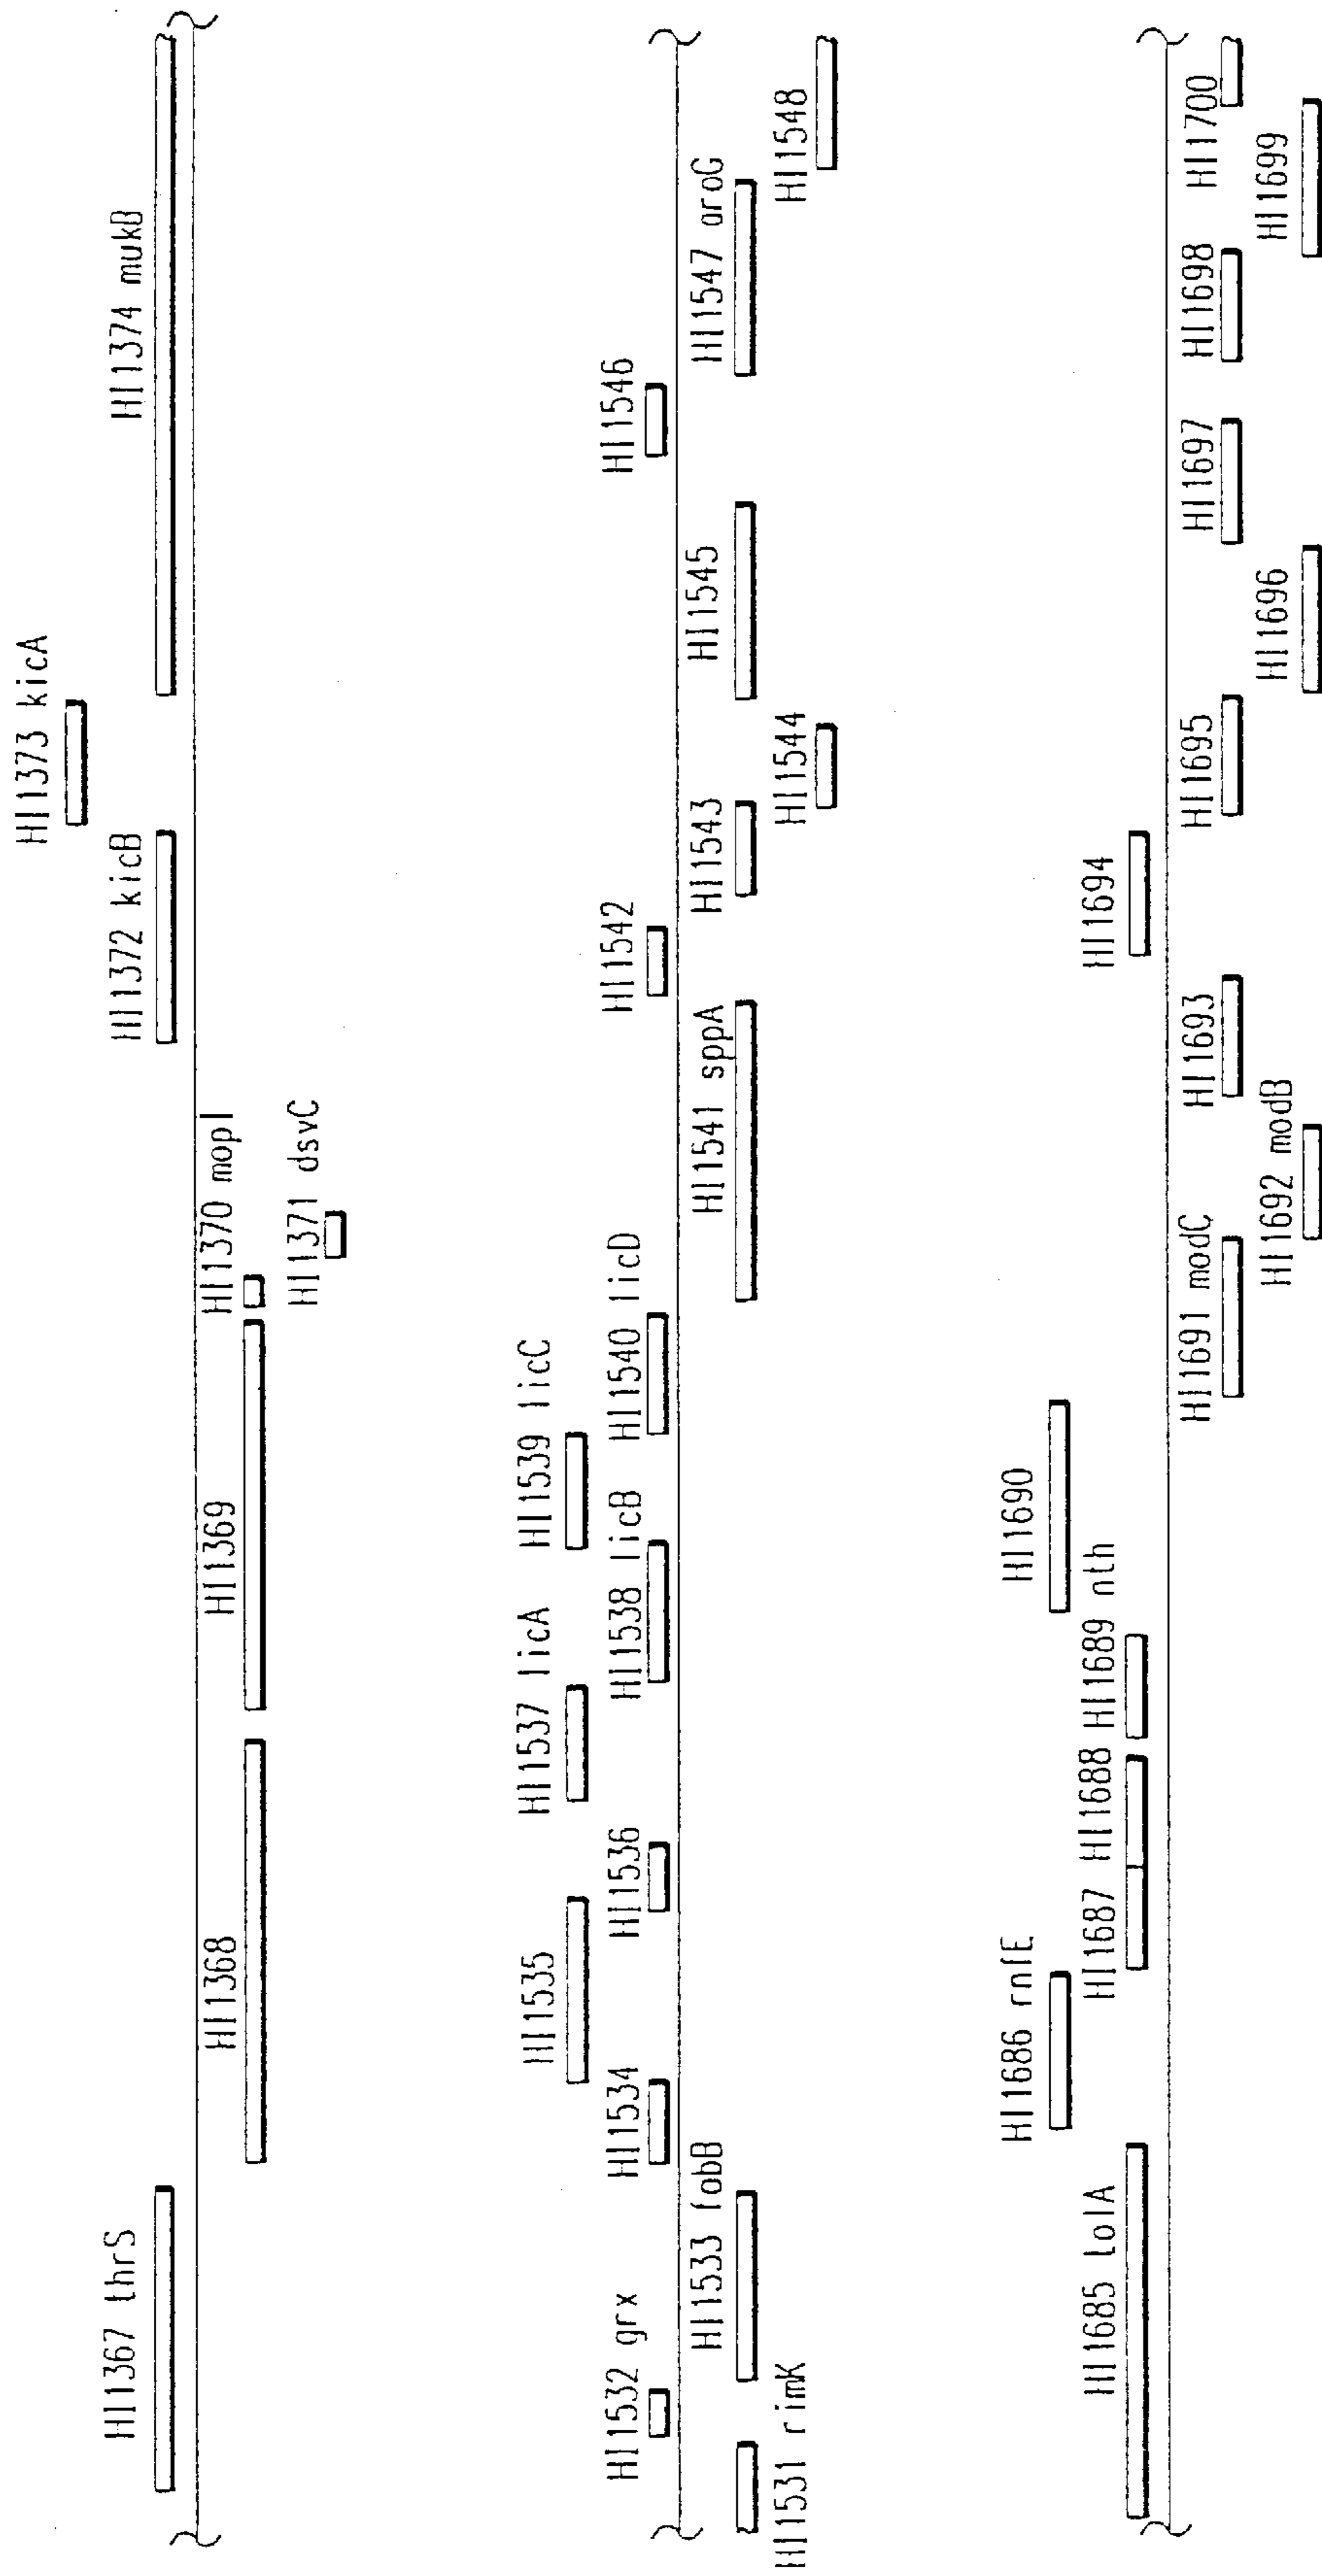 HI1367 thrS
HI1368
HI1369
HI1370 mopI
HI1371 dsvC
HI1372 kicB
HI1373 kicA
HI1374 mukB
HI1531 rimK
HI1532 grx
HI1533 fabB
HI1534
HI1535
HI1536
HI1537 licA
HI1538 licB
HI1539 licC
HI1540 licD
HI1541 sppA
HI1542
HI1543
HI1544
HI1545
HI1546
HI1547 aroG
HI1548
HI1685 tolA
HI1686 rnfE
HI1687
HI1688
HI1689 nth
HI1690
HI1691 modC
HI1692 modB
HI1693
HI1694
HI1695
HI1696
HI1697
HI1698
HI1699
HI1700